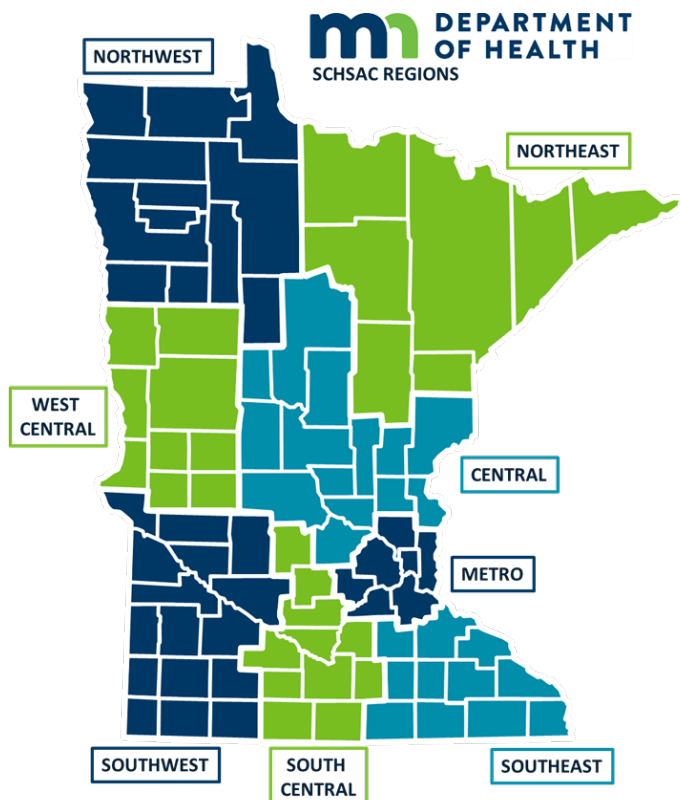 mn DEPARTMENT
OF HEALTH
SCHSAC REGIONS
NORTHWEST
NORTHEAST
WEST
CENTRAL
CENTRAL
METRO
SOUTHWEST
SOUTH
CENTRAL
SOUTHEAST